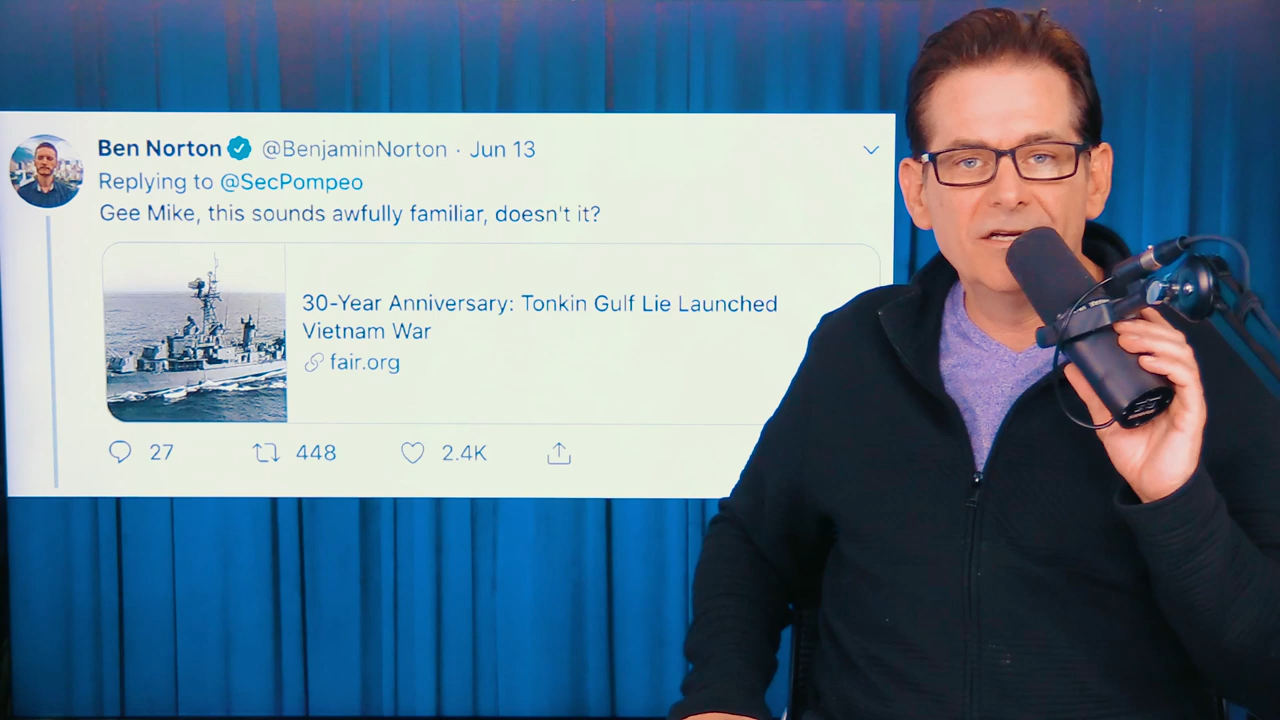 Ben Norton @BenjaminNorton · Jun 13
Replying to @SecPompeo
Gee Mike, this sounds awfully familiar, doesn't it?
30-Year Anniversary: Tonkin Gulf Lie Launched
Vietnam War
fair.org
27 448 2.4K